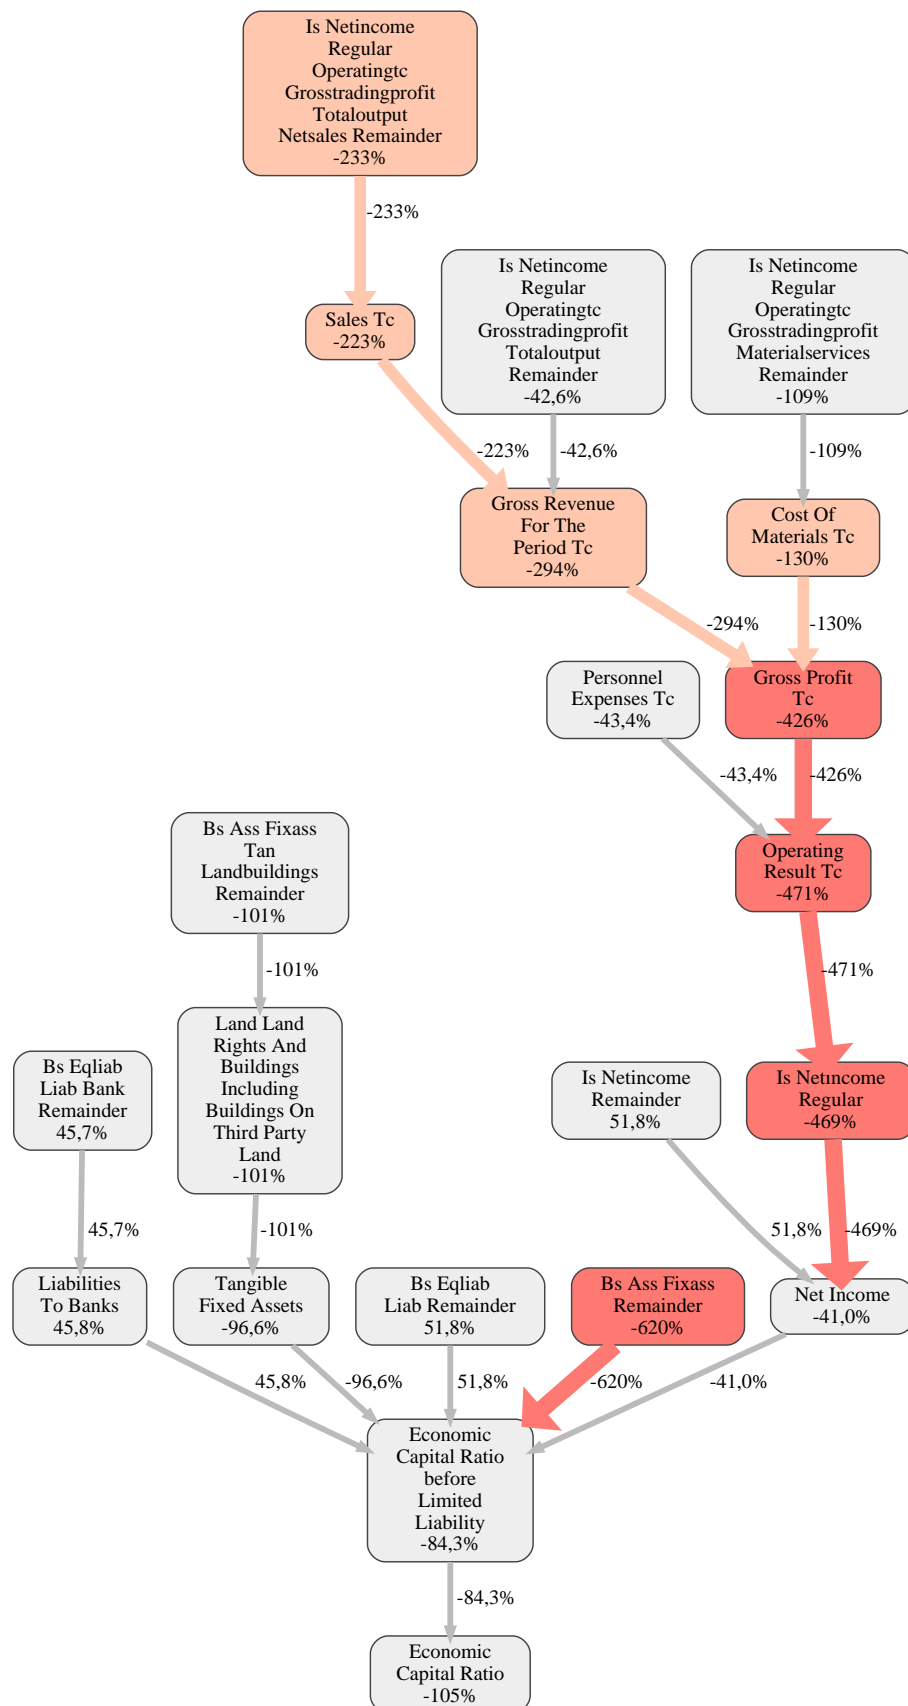 Is Netincome
Regular
Operatingtc
Grosstradingprofit
Totaloutput
Netsales Remainder
-233%
-233%
Is Netincome
Regular
Operatingtc
Grosstradingprofit
Totaloutput
Remainder
-42,6%
Is Netincome
Regular
Operatingtc
Grosstradingprofit
Materialservices
Remainder
-109%
Sales Tc
-223%
-223%
-42,6%
-109%
Gross Revenue
For The
Period Tc
-294%
Cost Of
Materials Tc
-130%
-294%
-130%
Personnel
Expenses Tc
-43,4%
Gross Profit
Tc
-426%
-43,4%
-426%
Bs Ass Fixass
Tan
Landbuildings
Remainder
-101%
Operating
Result Tc
-471%
-101%
-471%
Land Land
Rights And
Buildings
Including
Buildings On
Third Party
Land
-101%
Bs Eqliab
Liab Bank
Remainder
45,7%
Is Netincome
Remainder
51,8%
Is Netincome
Regular
-469%
45,7%
-101%
51,8%
-469%
Liabilities
To Banks
45,8%
Tangible
Fixed Assets
-96,6%
Bs Eqliab
Liab Remainder
51,8%
Bs Ass Fixass
Remainder
-620%
Net Income
-41,0%
45,8%
-96,6%
51,8%
-620%
-41,0%
Economic
Capital Ratio
before
Limited
Liability
-84,3%
-84,3%
Economic
Capital Ratio
-105%